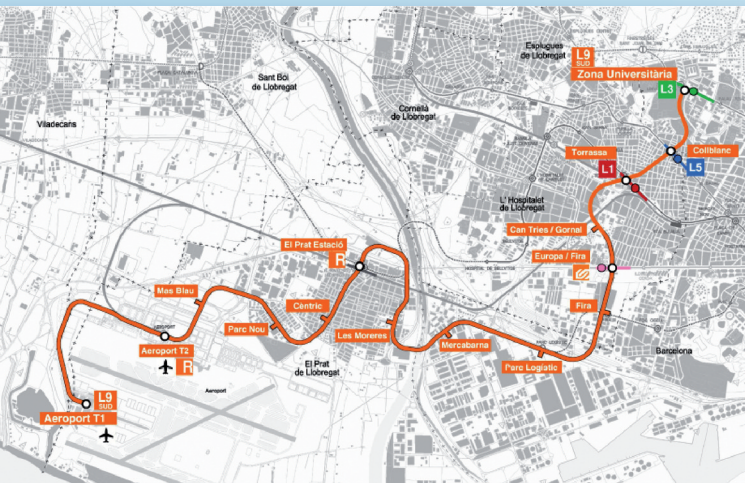 Esplugues
de Llobregat
L9
SUD
Zona Universitària
L3
Sant Boi
de Llobregat
Cornellà
de Llobregat
Viladecans
Torrassa
Collblanc
L1
L5
L'Hospitalet
de Llobregat
Can Tries / Gornal
El Prat Estació
R
Europa / Fira
Mas Blau
Cèntric
Fira
Parc Nou
Les Moreres
Mercabarna
Aeroport T2
R
Barcelona
El Prat
de Llobregat
Parc Logístic
Aeroport
L9
SUD
Aeroport T1